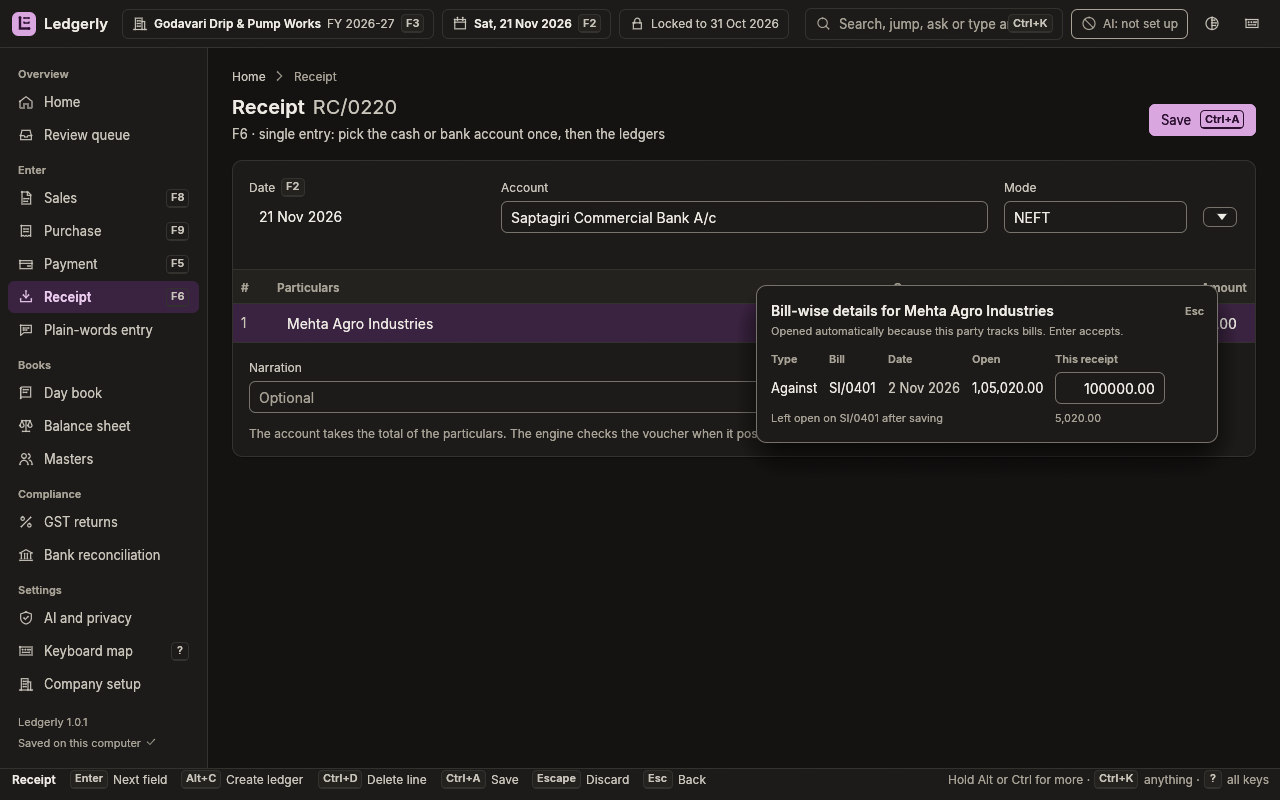 Ledgerly
Godavari Drip & Pump Works FY 2026-27 F3
Sat, 21 Nov 2026 F2
Locked to 31 Oct 2026
Search, jump, ask or type a Ctrl+K
AI: not set up
Overview
Home
Review queue
Enter
Sales F8
Purchase F9
Payment F5
Receipt F6
Plain-words entry
Books
Day book
Balance sheet
Masters
Compliance
GST returns
Bank reconciliation
Settings
AI and privacy
Keyboard map ?
Company setup
Ledgerly 1.0.1
Saved on this computer
Home Receipt
Receipt RC/0220
F6 · single entry: pick the cash or bank account once, then the ledgers
Save Ctrl+A
Date F2 Account Mode
21 Nov 2026 Saptagiri Commercial Bank A/c NEFT
# Particulars
1 Mehta Agro Industries .00
Narration
Optional
The account takes the total of the particulars. The engine checks the voucher when it pos
Bill-wise details for Mehta Agro Industries Esc
Opened automatically because this party tracks bills. Enter accepts.
Type Bill Date Open This receipt
Against SI/0401 2 Nov 2026 1,05,020.00 100000.00
Left open on SI/0401 after saving 5,020.00
Receipt Enter Next field Alt+C Create ledger Ctrl+D Delete line Ctrl+A Save Escape Discard Esc Back
Hold Alt or Ctrl for more · Ctrl+K anything · ? all keys